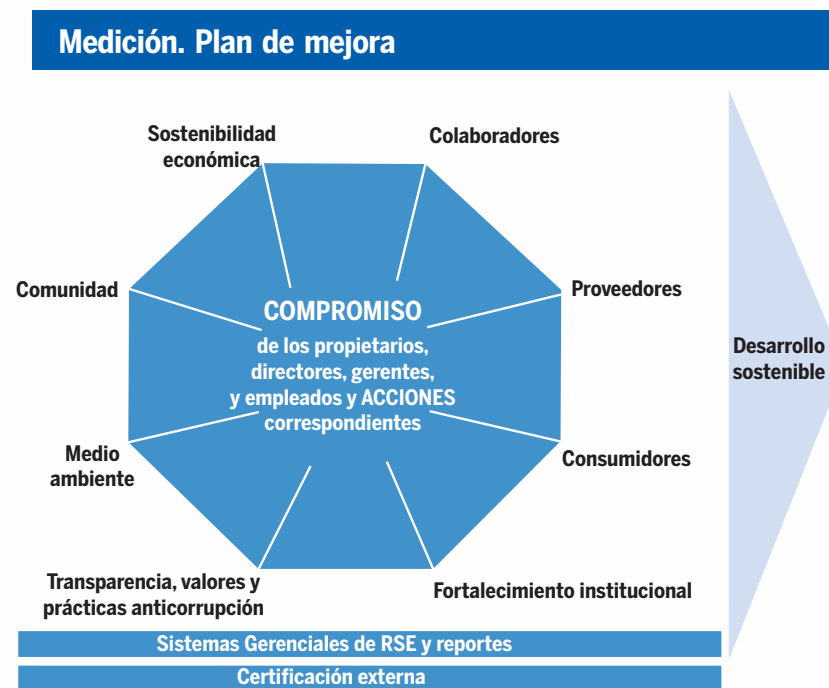 Medición. Plan de mejora
Sostenibilidad
económica
Colaboradores
Comunidad
Proveedores
COMPROMISO
de los propietarios,
directores, gerentes,
y empleados y ACCIONES
correspondientes
Desarrollo
sostenible
Medio
ambiente
Consumidores
Transparencia, valores y
prácticas anticorrupción
Fortalecimiento institucional
Sistemas Gerenciales de RSE y reportes
Certificación externa